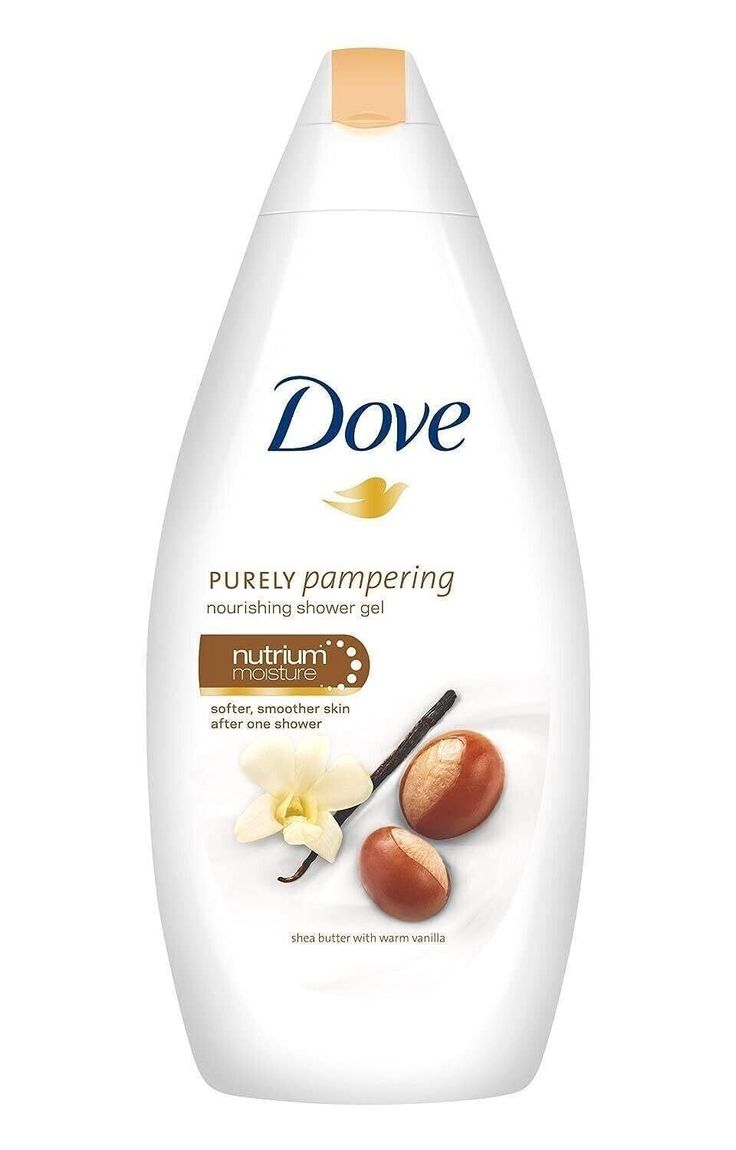 Dove
PURELY pampering
nourishing shower gel
nutrium
moisture
softer, smoother skin
after one shower
shea butter with warm vanilla